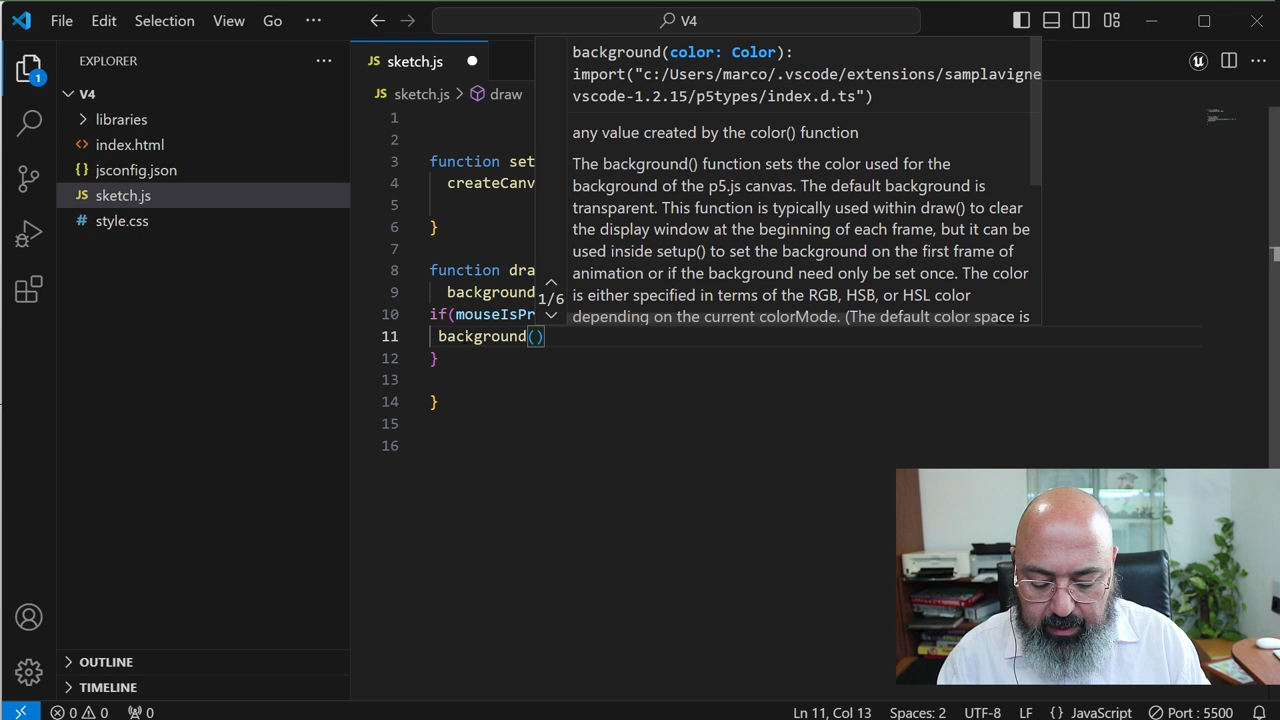 File Edit Selection View Go ··· V4
EXPLORER ···
V4
libraries
index.html
jsconfig.json
sketch.js
style.css
OUTLINE
TIMELINE
JS sketch.js
JS sketch.js > draw
1
2
3 function set
4 createCanv
5
6 }
7
8 function dra
9 background
10 if(mouseIsPr
11 background()
12 }
13
14 }
15
16
1/6
background(color: Color):
import("c:/Users/marco/.vscode/extensions/samplavigne
vscode-1.2.15/p5types/index.d.ts")
any value created by the color() function
The background() function sets the color used for the
background of the p5.js canvas. The default background is
transparent. This function is typically used within draw() to clear
the display window at the beginning of each frame, but it can be
used inside setup() to set the background on the first frame of
animation or if the background need only be set once. The color
is either specified in terms of the RGB, HSB, or HSL color
depending on the current colorMode. (The default color space is
1
0 0 0 Ln 11, Col 13 Spaces: 2 UTF-8 LF {} JavaScript Port : 5500